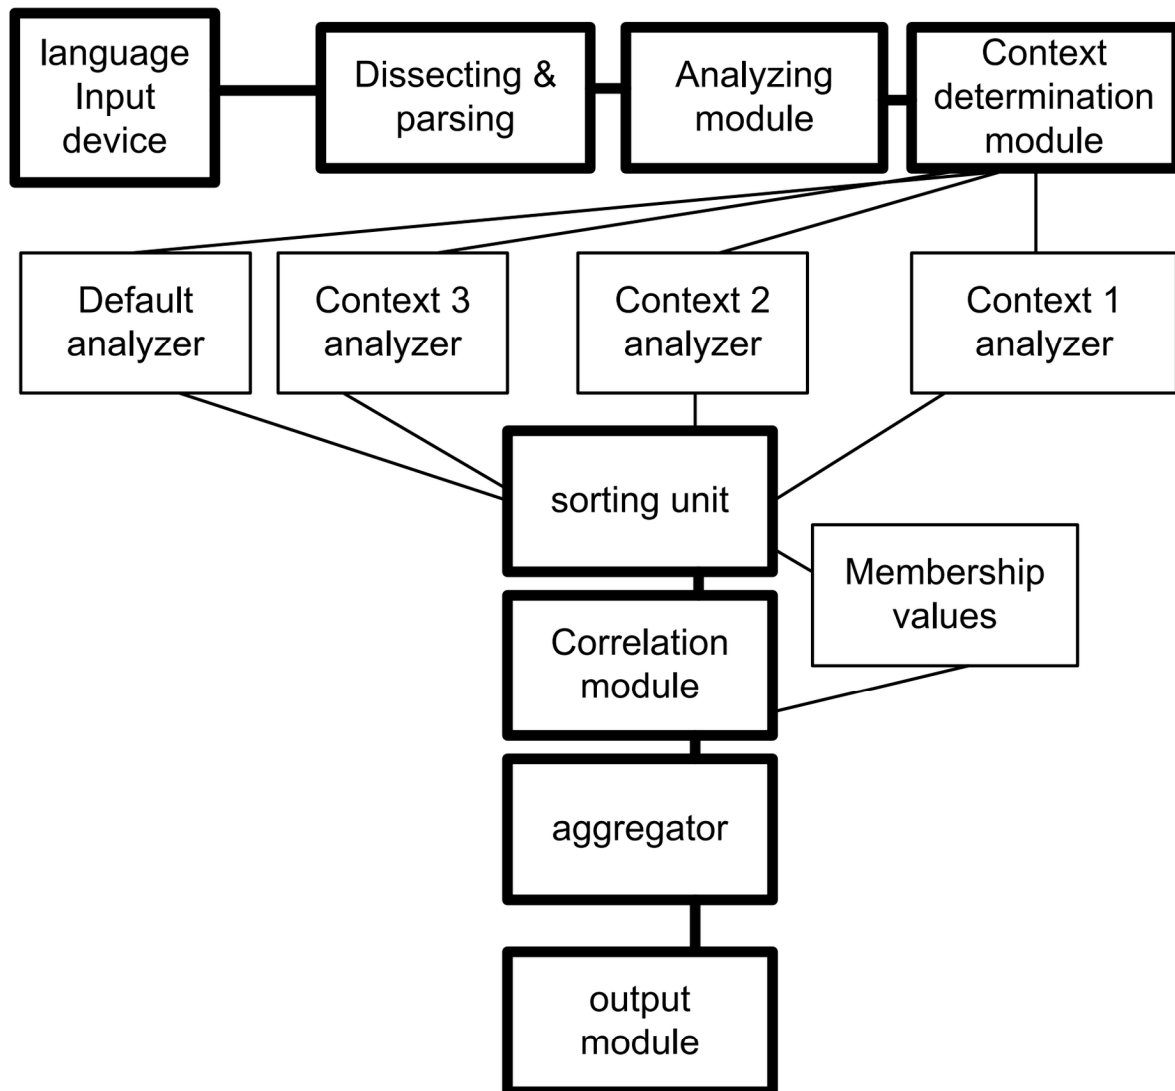 language
Input
device
Dissecting &
parsing
Analyzing
module
Context
determination
module
Default
analyzer
Context 3
analyzer
Context 2
analyzer
Context 1
analyzer
sorting unit
Membership
values
Correlation
module
aggregator
output
module